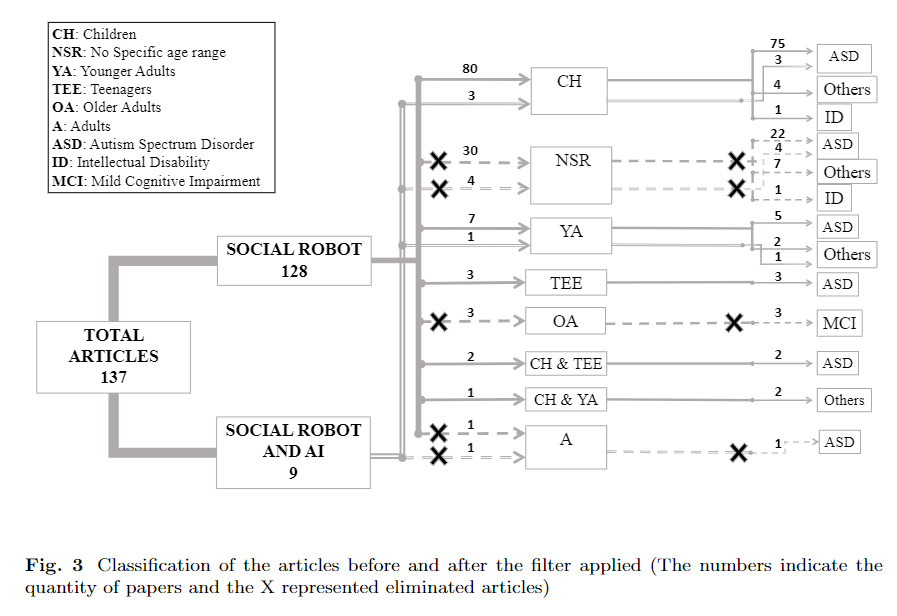 CH: Children
NSR: No Specific age range
YA: Younger Adults
TEE: Teenagers
OA: Older Adults
A: Adults
ASD: Autism Spectrum Disorder
ID: Intellectual Disability
MCI: Mild Cognitive Impairment
TOTAL
ARTICLES
137
SOCIAL ROBOT
128
SOCIAL ROBOT
AND AI
9
80
3
CH
75
3
ASD
4
Others
1
ID
30
4
NSR
22
4
ASD
7
Others
1
ID
7
1
YA
5
ASD
2
1
Others
3
TEE
3
ASD
3
OA
3
MCI
2
CH & TEE
2
ASD
1
CH & YA
2
Others
1
1
A
1
ASD
Fig. 3 Classification of the articles before and after the filter applied (The numbers indicate the
quantity of papers and the X represented eliminated articles)